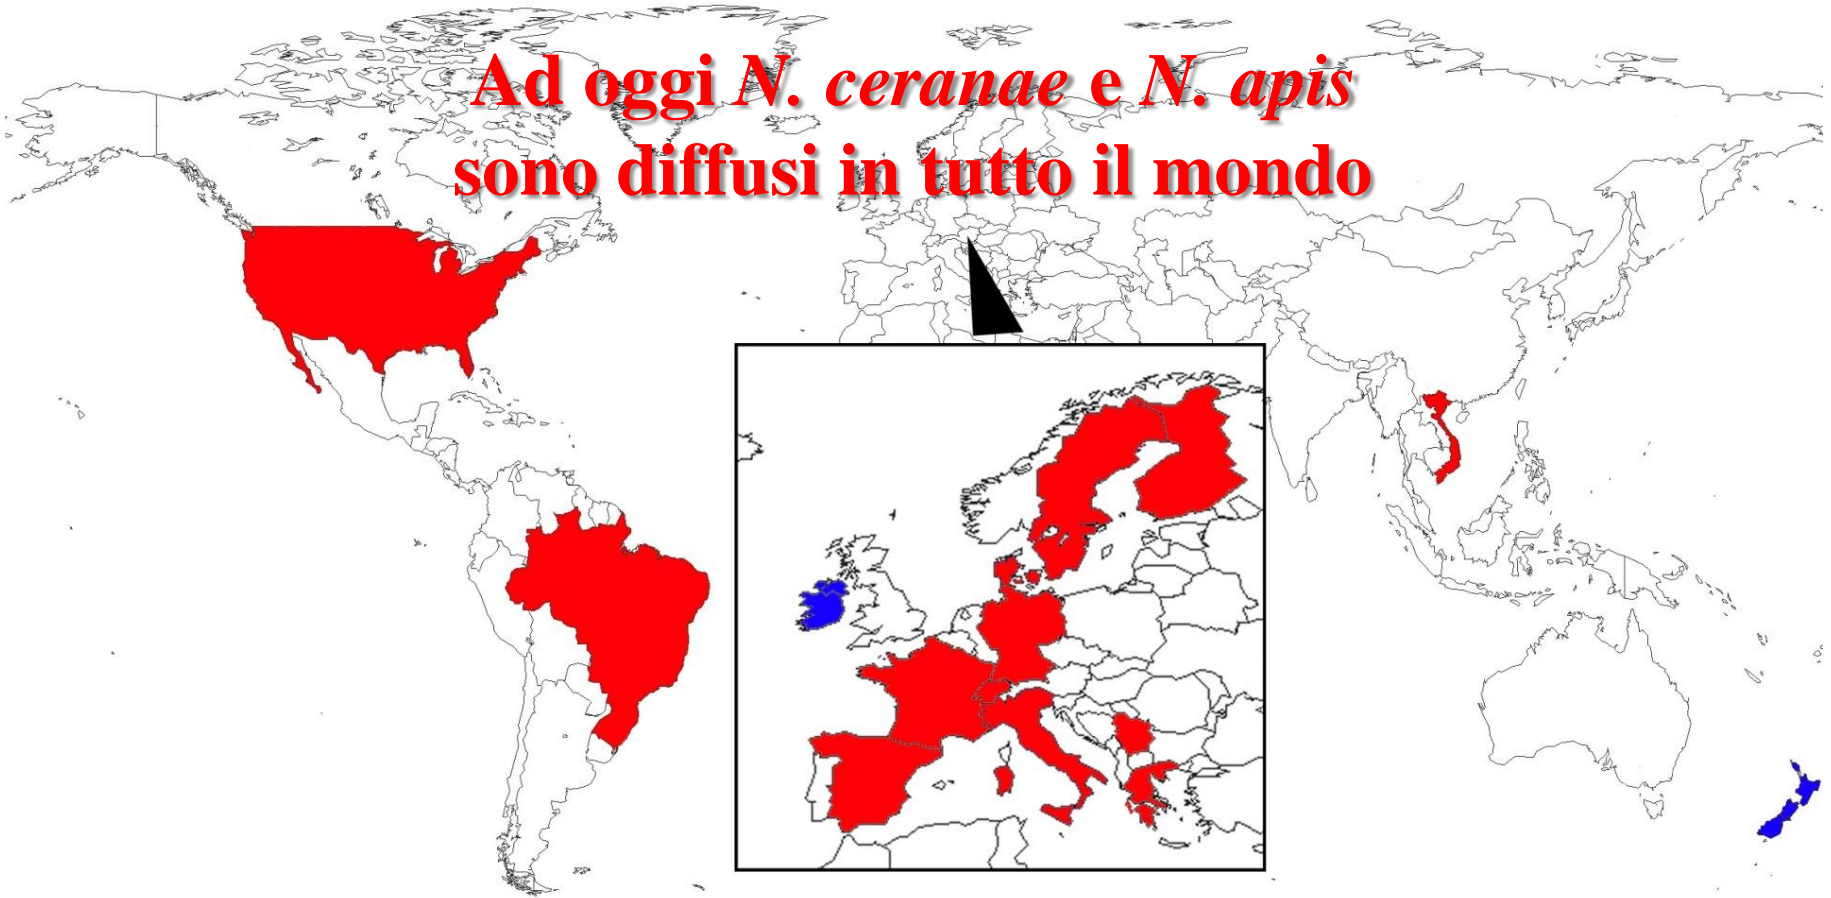 Ad oggi N. ceranae e N. apis
sono diffusi in tutto il mondo